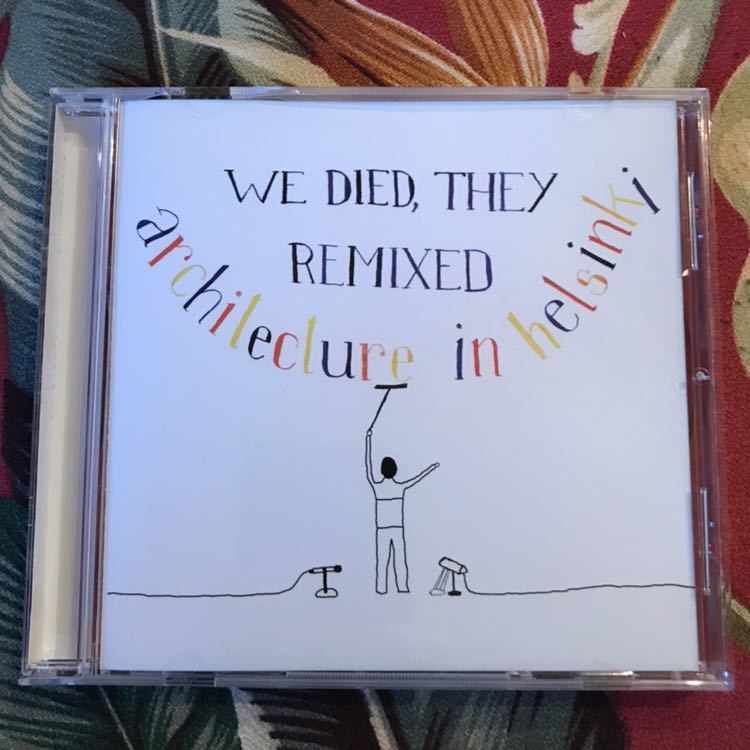 WE DIED, THEY
REMIXED
architecture in helsinki